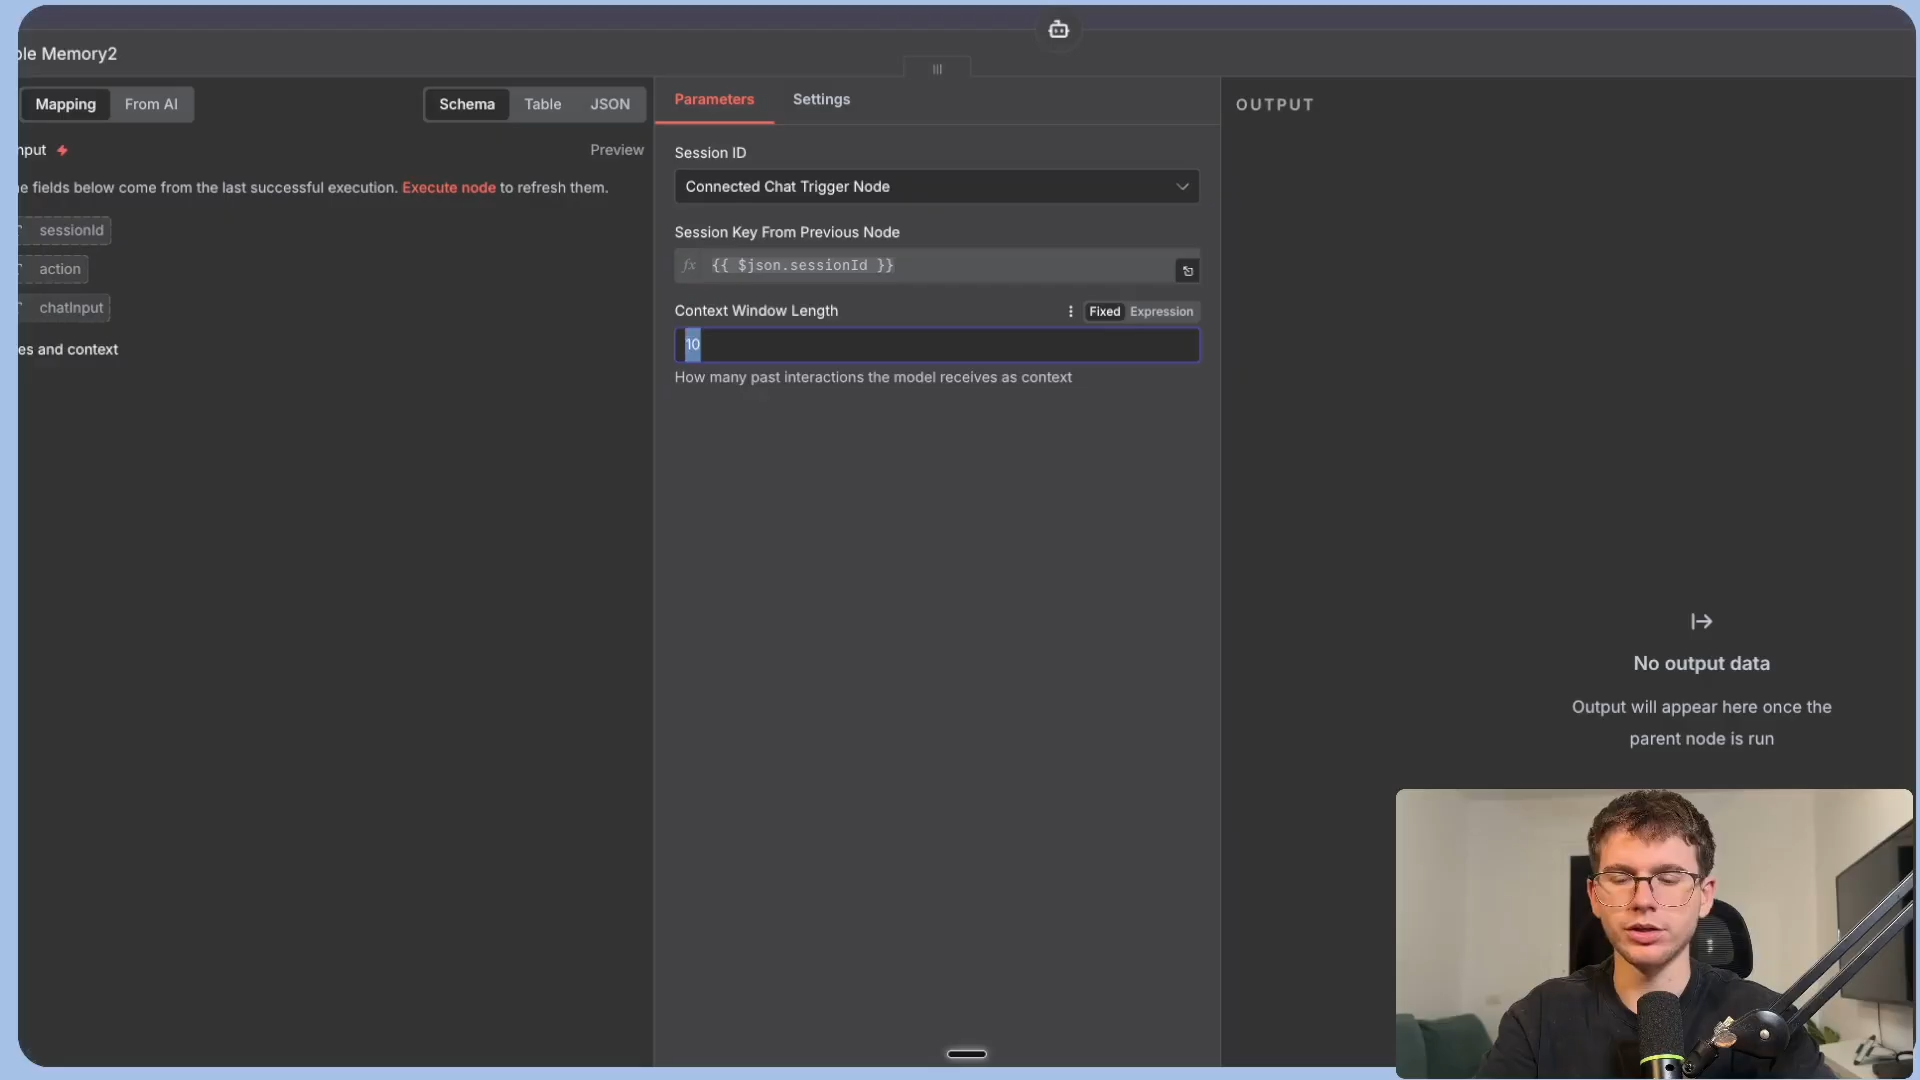 ple Memory2
Mapping
From AI
Schema
Table
JSON
Parameters
Settings
OUTPUT
nput
Preview
e fields below come from the last successful execution. Execute node to refresh them.
sessionId
action
chatInput
es and context
Session ID
Connected Chat Trigger Node
Session Key From Previous Node
fx {{ $json.sessionId }}
Context Window Length
Fixed
Expression
10
How many past interactions the model receives as context
No output data
Output will appear here once the
parent node is run